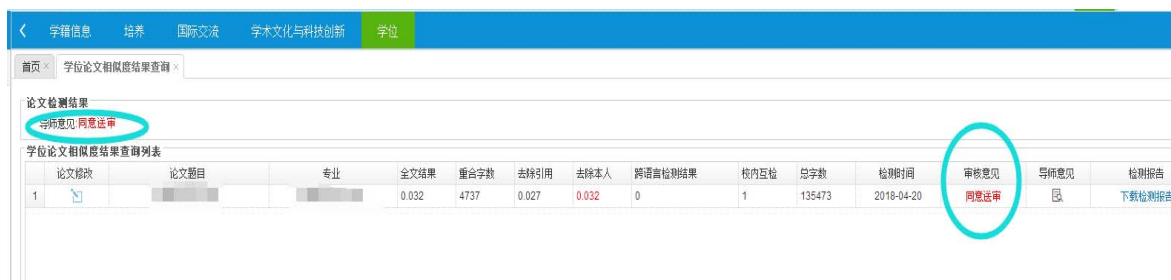 学籍信息 培养 国际交流 学术文化与科技创新 学位
首页 学位论文相似度结果查询
论文检测结果
导师意见:同意送审
学位论文相似度结果查询列表
论文修改 论文题目 专业 全文结果 重合字数 去除引用 去除本人 跨语言检测结果 校内互检 总字数 检测时间 审核意见 导师意见 检测报告
1 0.032 4737 0.027 0.032 0 1 135473 2018-04-20 同意送审 下载检测报告